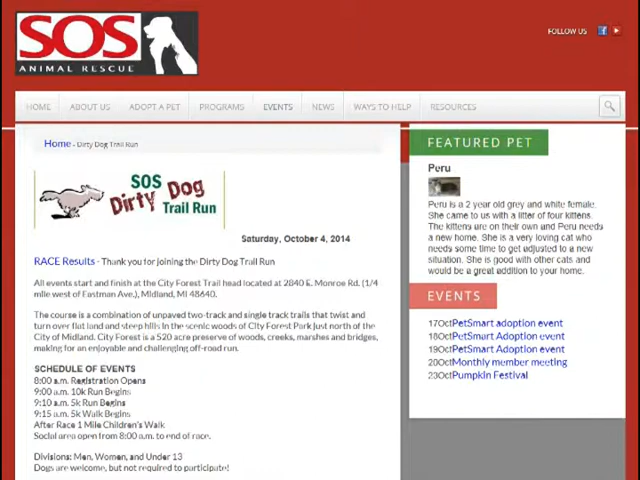 SOS
ANIMAL RESCUE
FOLLOW US
HOME ABOUT US ADOPT A PET PROGRAMS EVENTS NEWS WAYS TO HELP RESOURCES
Home - Dirty Dog Trail Run
SOS
Dirty Dog
Trail Run
Saturday, October 4, 2014
RACE Results - Thank you for joining the Dirty Dog Trail Run
All events start and finish at the City Forest Trail head located at 2840 E. Monroe Rd. (1/4
mile west of Eastman Ave.), Midland, MI 48640.
The course is a combination of unpaved two-track and single track trails that twist and
turn over flat land and steep hills in the scenic woods of City Forest Park just north of the
City of Midland. City Forest is a 520 acre preserve of woods, creeks, marshes and bridges,
making for an enjoyable and challenging off-road run.
SCHEDULE OF EVENTS
8:00 a.m. Registration Opens
9:00 a.m. 10k Run Begins
9:10 a.m. 5k Run Begins
9:15 a.m. 5k Walk Begins
After Race 1 Mile Children's Walk
Social area open from 8:00 a.m. to end of race.
Divisions: Men, Women, and Under 13
Dogs are welcome, but not required to participate!
FEATURED PET
Peru
Peru is a 2 year old grey and white female.
She came to us with a litter of four kittens.
The kittens are on their own and Peru needs
a new home. She is a very loving cat who
needs some time to get adjusted to a new
situation. She is good with other cats and
would be a great addition to your home.
EVENTS
17OctPetSmart adoption event
18OctPetSmart Adoption event
19OctPetSmart adoption event
20OctMonthly member meeting
23OctPumpkin Festival